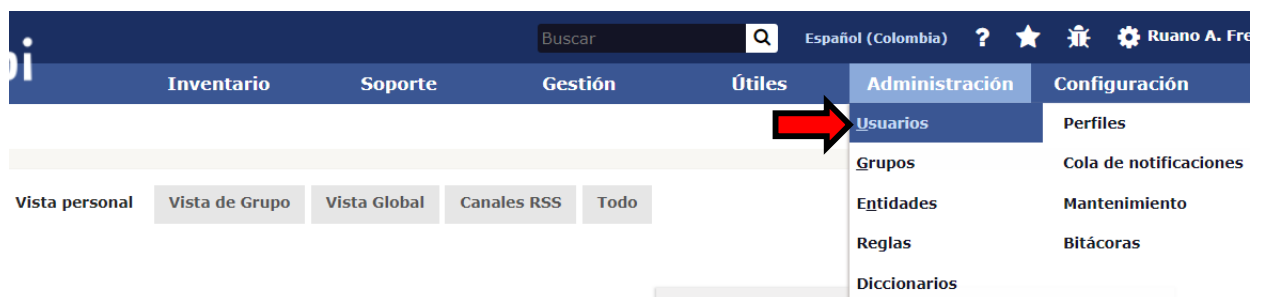 Buscar Español (Colombia) ? Ruano A. Fre
pi
Inventario Soporte Gestión Útiles Administración Configuración
Usuarios Perfiles
Grupos Cola de notificaciones
Vista personal Vista de Grupo Vista Global Canales RSS Todo Entidades Mantenimiento
Reglas Bitácoras
Diccionarios